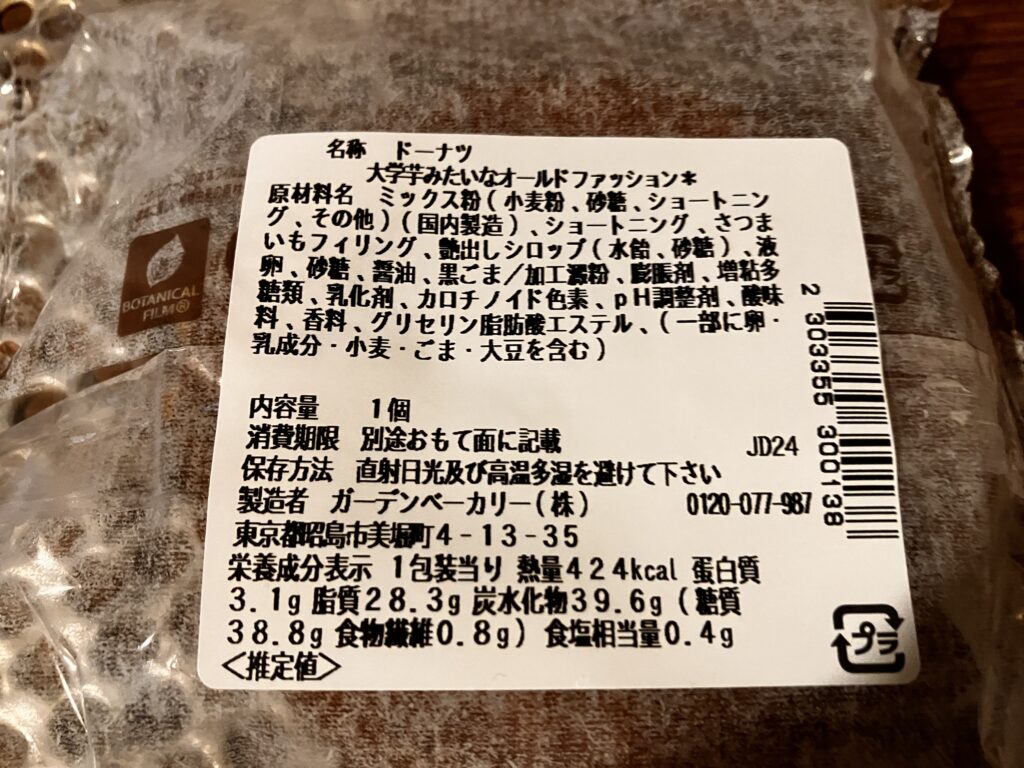 名称 ドーナツ
大学芋みたいなオールドファッション*
原材料名 ミックス粉(小麦粉、砂糖、ショートニン
グ、その他)(国内製造)、ショートニング、さつま
いもフィリング、艶出しシロップ(水飴、砂糖)、液
卵、砂糖、醤油、黒ごま/加工澱粉、膨脹剤、増粘多
糖類、乳化剤、カロチノイド色素、pH調整剤、酸味
料、香料、グリセリン脂肪酸エステル、(一部に卵・
乳成分・小麦・ごま・大豆を含む)
内容量 1個
消費期限 別途おもて面に記載 JD24
保存方法 直射日光及び高温多湿を避けて下さい
製造者 ガーデンベーカリー(株) 0120-077-987
東京都昭島市美堀町4-13-35
栄養成分表示 1包装当り 熱量424kcal 蛋白質
3.1g 脂質28.3g 炭水化物39.6g(糖質
38.8g 食物繊維0.8g) 食塩相当量0.4g
<推定値>
2 303355 300138
プラ
BOTANICAL
FILM®